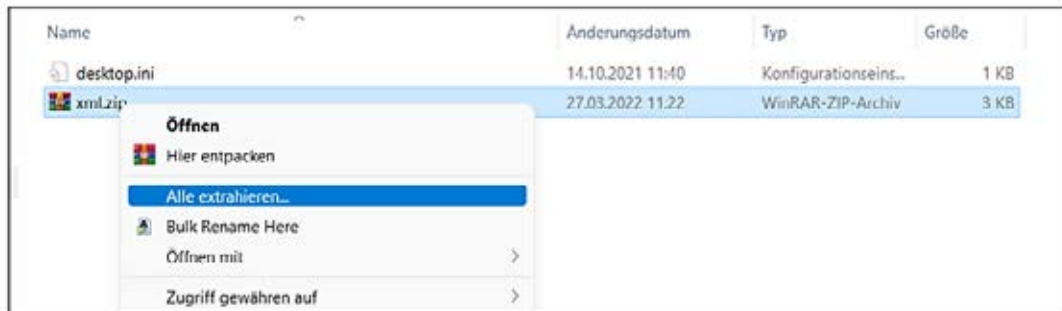 Name Änderungsdatum Typ Größe
desktop.ini 14.10.2021 11:40 Konfigurationseins... 1 KB
xml.zip 27.03.2022 11:22 WinRAR-ZIP-Archiv 3 KB
Öffnen
Hier entpacken
Alle extrahieren...
Bulk Rename Here
Öffnen mit
Zugriff gewähren auf